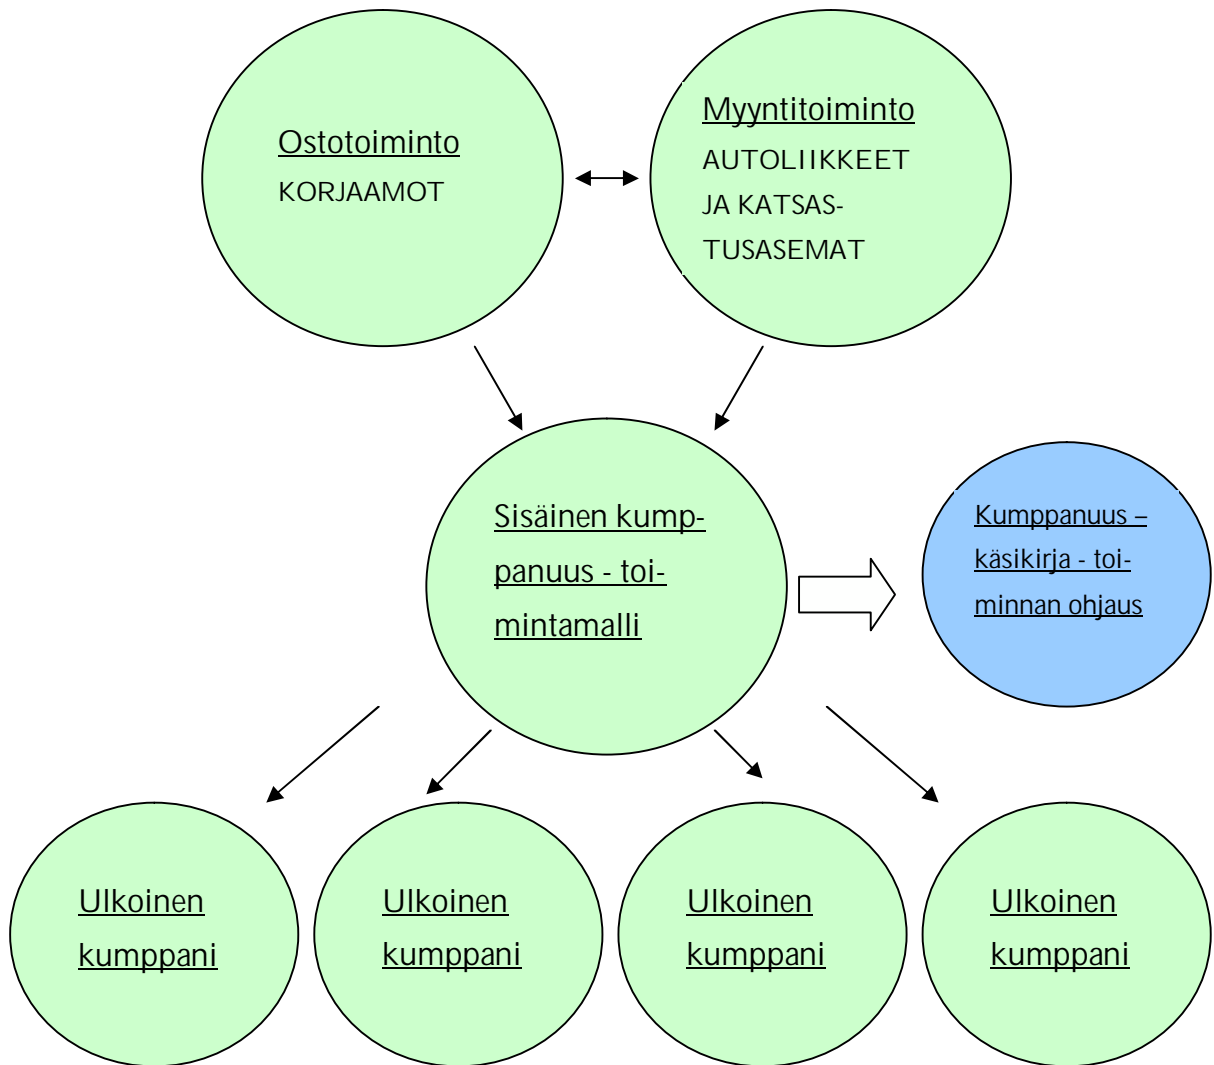 Ostotoiminto
KORJAAMOT
Myyntitoiminto
AUTOLIIKKEET
JA KATSAS-
TUSASEMAT
Sisäinen kump-
panuus - toi-
mintamalli
Kumppanuus –
käsikirja - toi-
minnan ohjaus
Ulkoinen
kumppani
Ulkoinen
kumppani
Ulkoinen
kumppani
Ulkoinen
kumppani